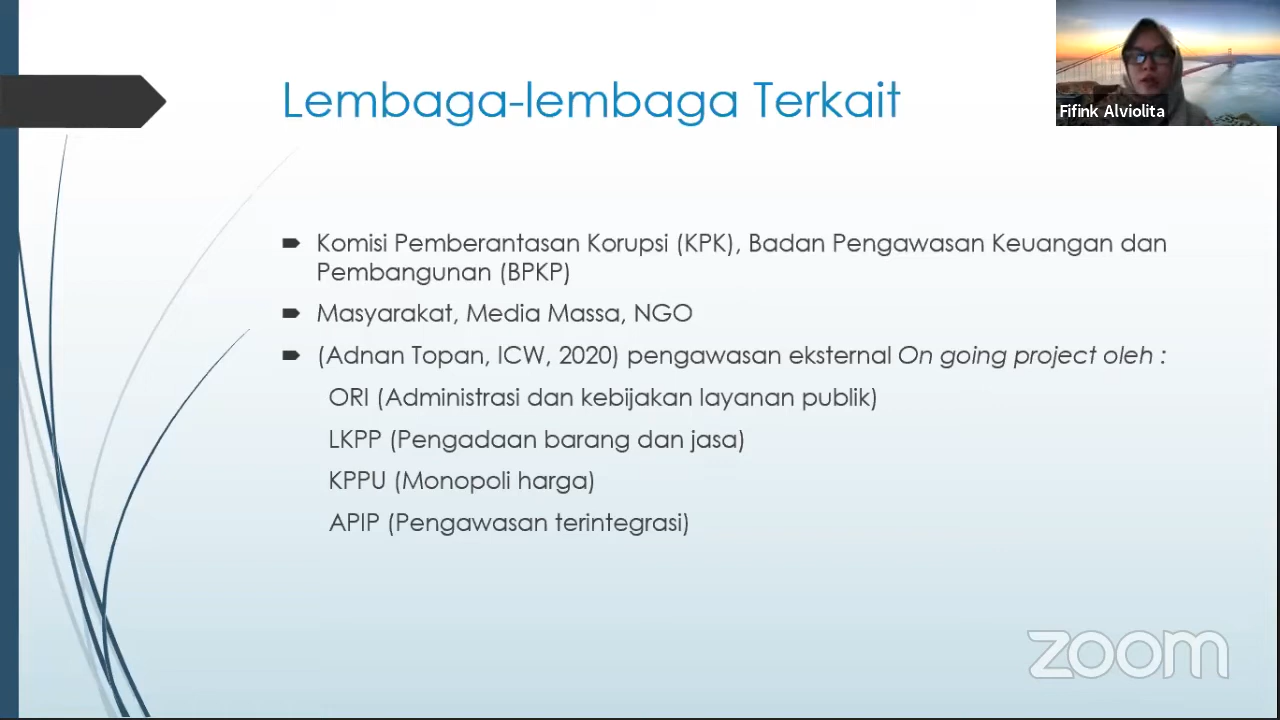 Lembaga-lembaga Terkait
Fifink Alviolita
Komisi Pemberantasan Korupsi (KPK), Badan Pengawasan Keuangan dan
Pembangunan (BPKP)
Masyarakat, Media Massa, NGO
(Adnan Topan, ICW, 2020) pengawasan eksternal On going project oleh :
ORI (Administrasi dan kebijakan layanan publik)
LKPP (Pengadaan barang dan jasa)
KPPU (Monopoli harga)
APIP (Pengawasan terintegrasi)
zoom